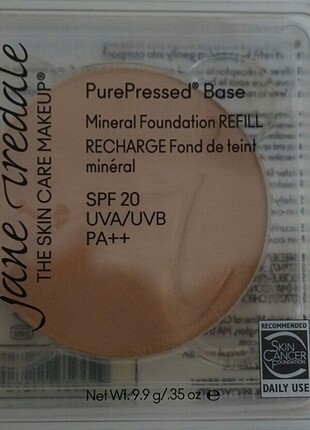 jane iredale
THE SKIN CARE MAKEUP®
PurePressed® Base
Mineral Foundation REFILL
RECHARGE Fond de teint
minéral
SPF 20
UVA/UVB
PA++
RECOMMENDED
SKIN
CANCER
FOUNDATION
DAILY USE
Net Wt. 9.9 g/.35 oz e